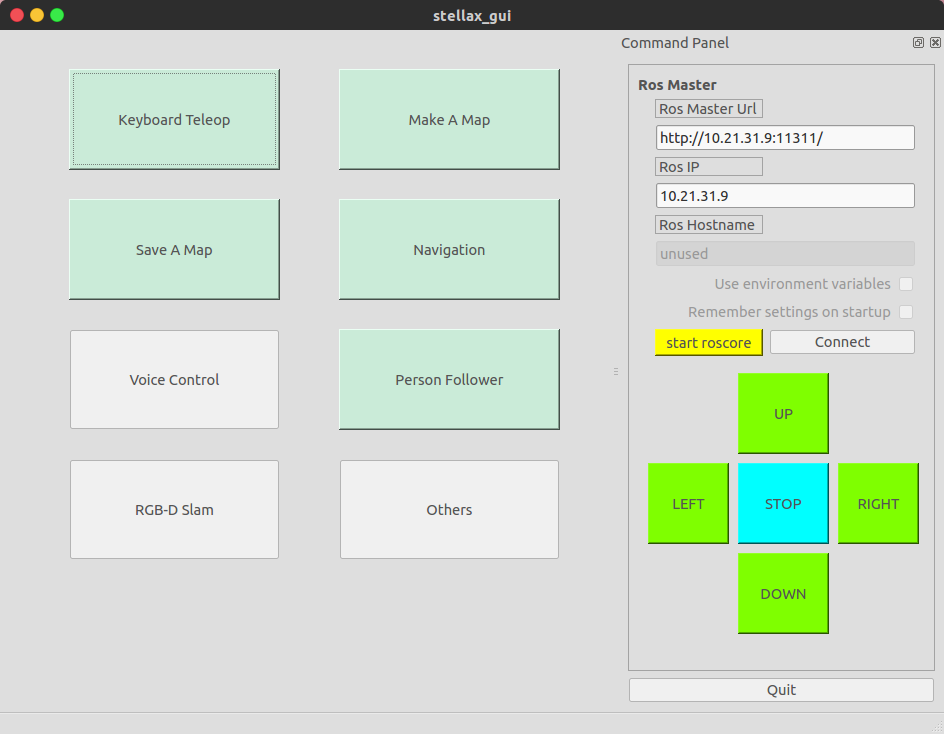 stellax_gui
Keyboard Teleop
Make A Map
Save A Map
Navigation
Voice Control
Person Follower
RGB-D Slam
Others
Command Panel
Ros Master
Ros Master Url
http://10.21.31.9:11311/
Ros IP
10.21.31.9
Ros Hostname
unused
Use environment variables
Remember settings on startup
start roscore
Connect
UP
LEFT
STOP
RIGHT
DOWN
Quit